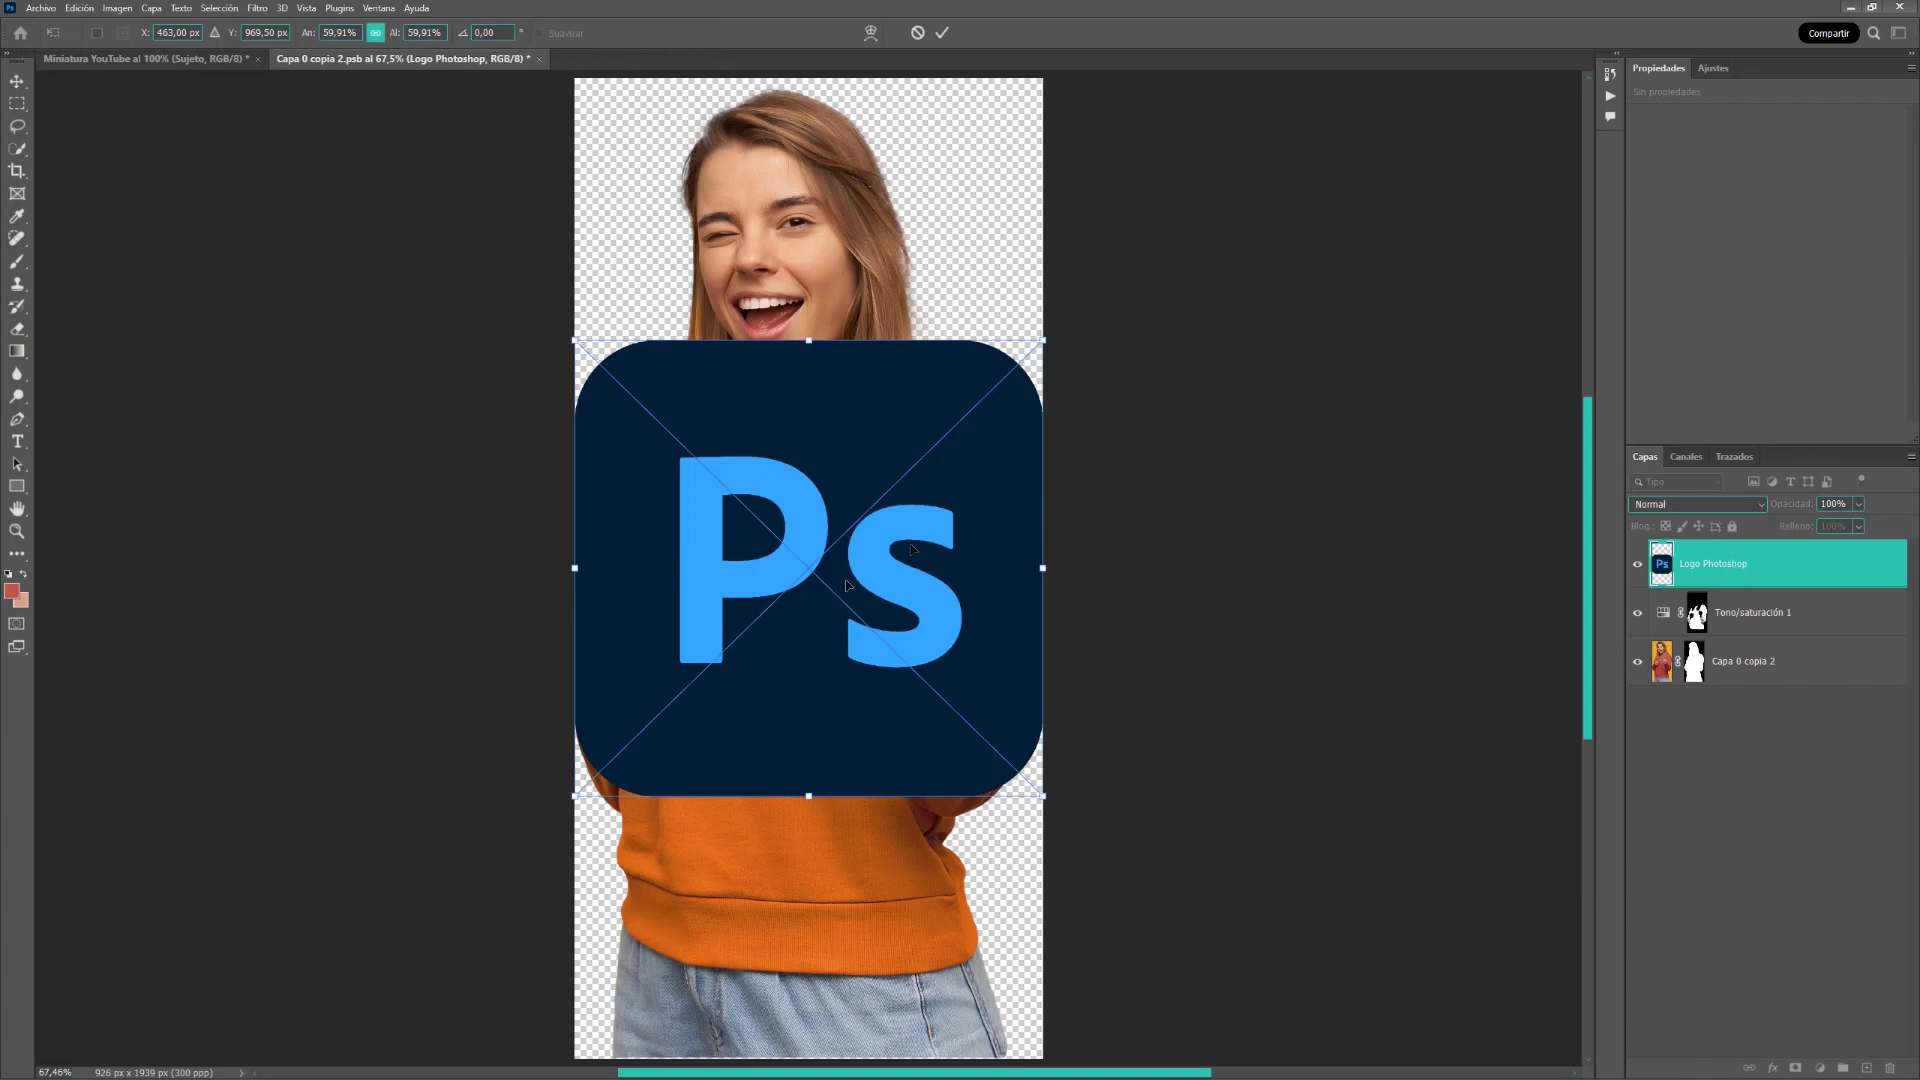 Ps Archivo Edición Imagen Capa Texto Selección Filtro 3D Vista Plugins Ventana Ayuda
X: 463,00 px Y: 969,50 px An: 59,91% Al: 59,91% 0,00 ° Suavizar Compartir
Miniatura YouTube al 100% (Sujeto, RGB/8) * × Capa 0 copia 2.psb al 67,5% (Logo Photoshop, RGB/8) * ×
Propiedades Ajustes
Sin propiedades
Ps
Capas Canales Trazados
Tipo
Normal Opacidad: 100%
Bloq.: Relleno: 100%
Ps Logo Photoshop
Tono/saturación 1
Capa 0 copia 2
67,46% 926 px x 1939 px (300 ppp)